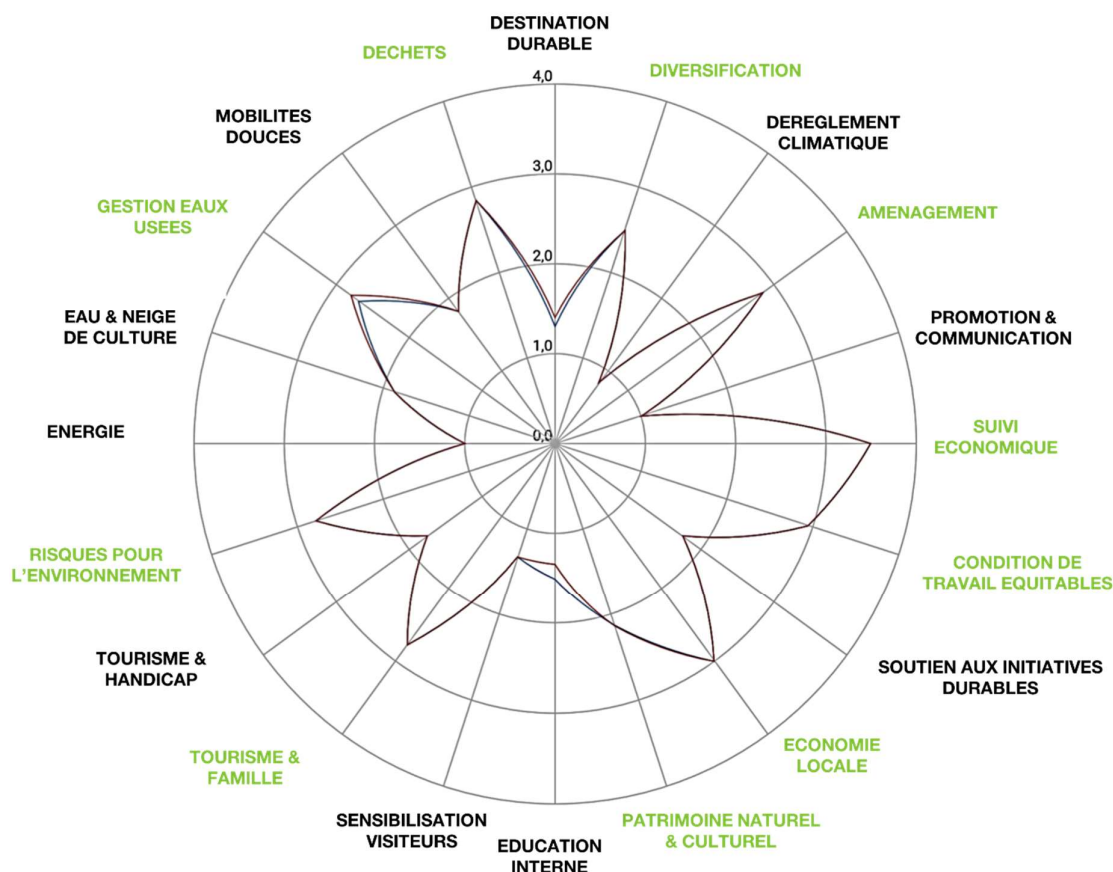 DESTINATION
DURABLE
DECHETS
DIVERSIFICATION
4,0
MOBILITES
DOUCES
DEREGLEMENT
CLIMATIQUE
3,0
GESTION EAUX
USEES
AMENAGEMENT
2,0
EAU & NEIGE
DE CULTURE
PROMOTION &
COMMUNICATION
1,0
ENERGIE
0,0
SUIVI
ECONOMIQUE
RISQUES POUR
L'ENVIRONNEMENT
CONDITION DE
TRAVAIL EQUITABLES
TOURISME &
HANDICAP
SOUTIEN AUX INITIATIVES
DURABLES
TOURISME &
FAMILLE
ECONOMIE
LOCALE
SENSIBILISATION
VISITEURS
EDUCATION
INTERNE
PATRIMOINE NATUREL
& CULTUREL